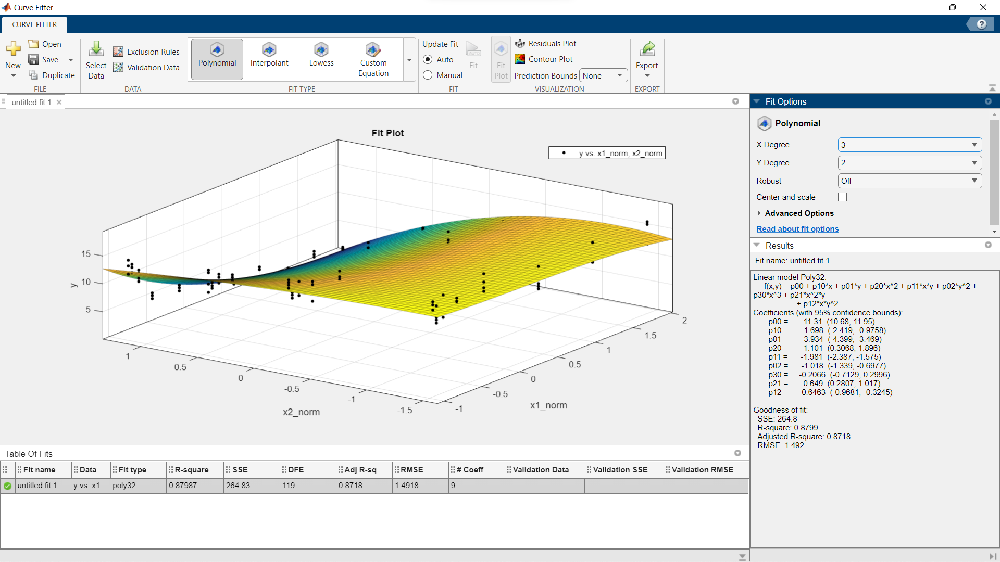 Curve Fitter
CURVE FITTER
New
Open
Save
Duplicate
FILE
Select Data
Exclusion Rules
Validation Data
DATA
Polynomial
Interpolant
Lowess
Custom Equation
FIT TYPE
Update Fit
Auto
Manual
AUTO
Fit
FIT
Fit Plot
Residuals Plot
Contour Plot
Prediction Bounds None
VISUALIZATION
Export
EXPORT
untitled fit 1
Fit Plot
y vs. x1_norm, x2_norm
15
10
5
y
1
0.5
0
-0.5
-1
-1.5
x2_norm
-1
-0.5
0
0.5
1
1.5
2
x1_norm
Fit Options
Polynomial
X Degree 3
Y Degree 2
Robust Off
Center and scale
Advanced Options
Read about fit options
Results
Fit name: untitled fit 1
Linear model Poly32:
f(x,y) = p00 + p10*x + p01*y + p20*x^2 + p11*x*y + p02*y^2 +
p30*x^3 + p21*x^2*y
+ p12*x*y^2
Coefficients (with 95% confidence bounds):
p00 = 11.31 (10.68, 11.95)
p10 = -1.698 (-2.419, -0.9758)
p01 = -3.934 (-4.399, -3.469)
p20 = 1.101 (0.3068, 1.896)
p11 = -1.981 (-2.387, -1.575)
p02 = -1.018 (-1.339, -0.6977)
p30 = -0.2066 (-0.7129, 0.2996)
p21 = 0.649 (0.2807, 1.017)
p12 = -0.6463 (-0.9681, -0.3245)
Goodness of fit:
SSE: 264.8
R-square: 0.8799
Adjusted R-square: 0.8718
RMSE: 1.492
Table Of Fits
Fit name Data Fit type R-square SSE DFE Adj R-sq RMSE # Coeff Validation Data Validation SSE Validation RMSE
untitled fit 1 y vs. x1... poly32 0.87987 264.83 119 0.8718 1.4918 9